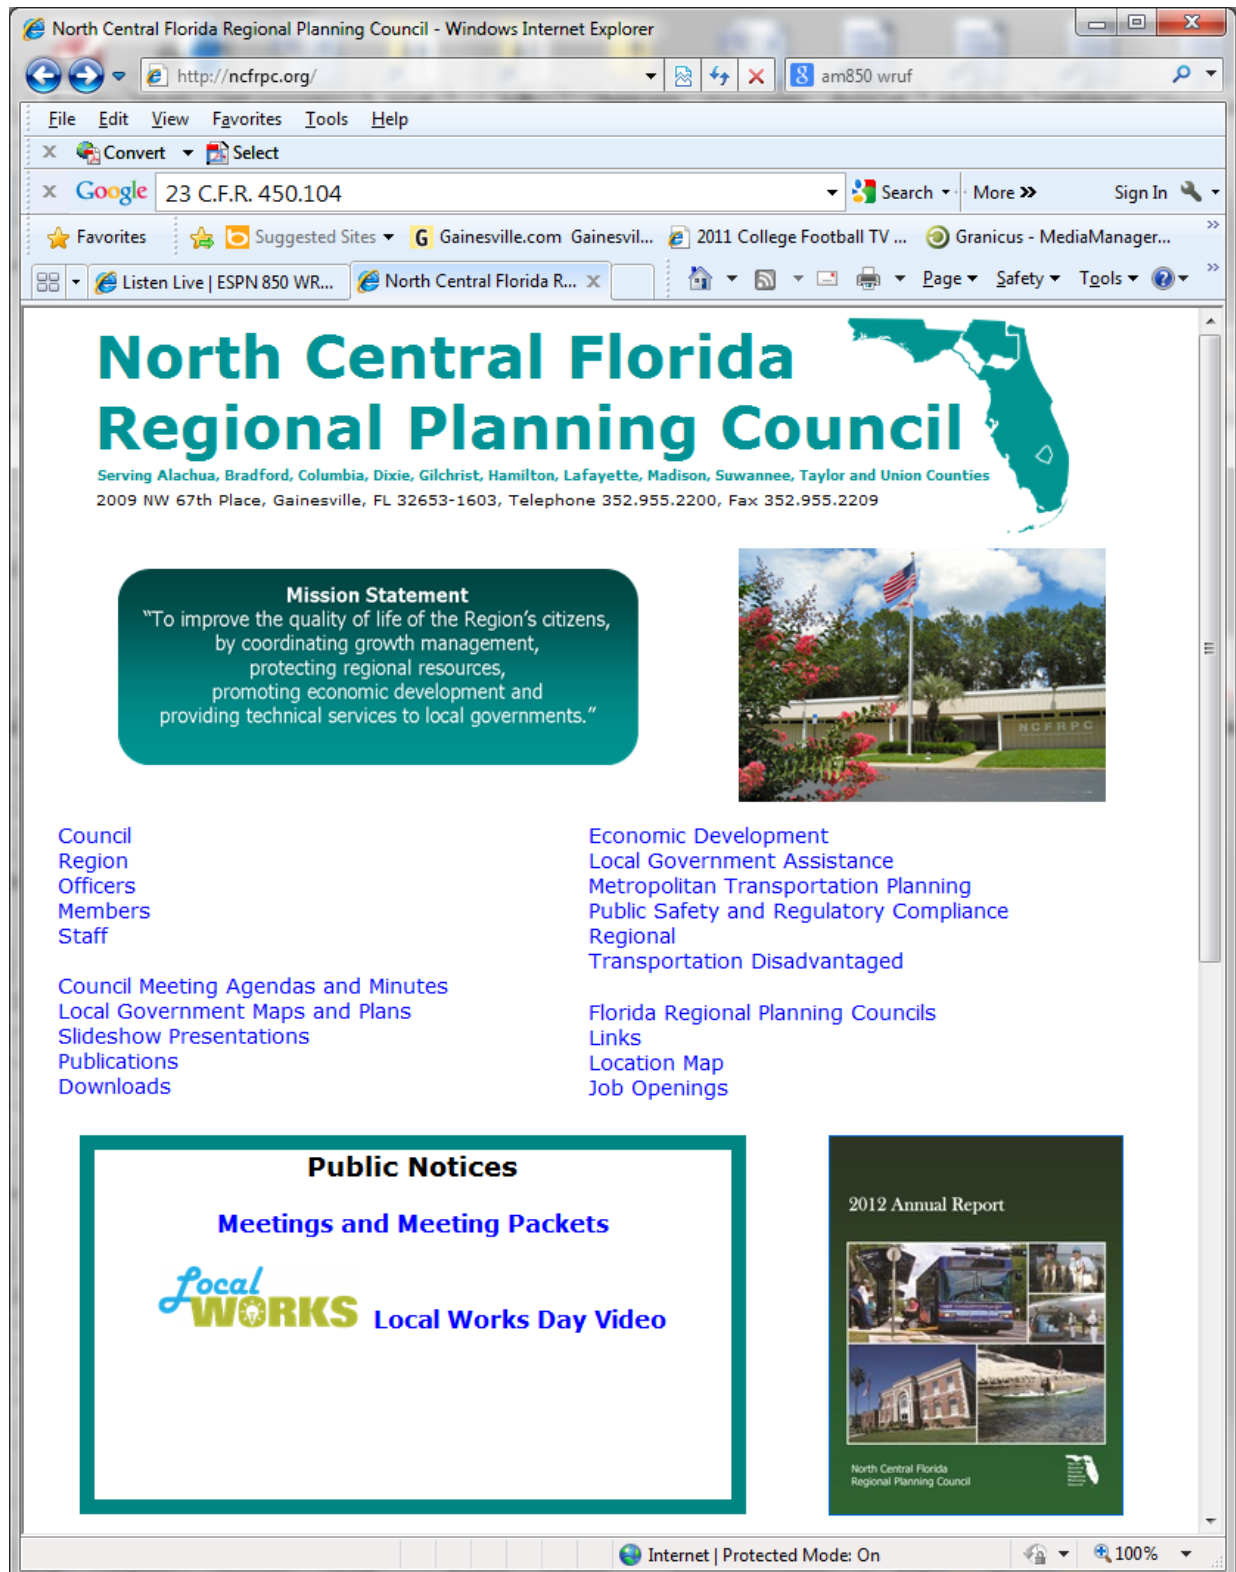 North Central Florida Regional Planning Council - Windows Internet Explorer
http://ncfrpc.org/
am850 wruf
File Edit View Favorites Tools Help
x Convert Select
x Google 23 C.F.R. 450.104 Search More » Sign In
Favorites Suggested Sites G Gainesville.com Gainesvil... 2011 College Football TV ... Granicus - MediaManager... »
Listen Live | ESPN 850 WR... North Central Florida R... x Page Safety Tools »
North Central Florida
Regional Planning Council
Serving Alachua, Bradford, Columbia, Dixie, Gilchrist, Hamilton, Lafayette, Madison, Suwannee, Taylor and Union Counties
2009 NW 67th Place, Gainesville, FL 32653-1603, Telephone 352.955.2200, Fax 352.955.2209
Mission Statement
“To improve the quality of life of the Region’s citizens,
by coordinating growth management,
protecting regional resources,
promoting economic development and
providing technical services to local governments.”
NCFRPC
Council
Region
Officers
Members
Staff
Council Meeting Agendas and Minutes
Local Government Maps and Plans
Slideshow Presentations
Publications
Downloads
Economic Development
Local Government Assistance
Metropolitan Transportation Planning
Public Safety and Regulatory Compliance
Regional
Transportation Disadvantaged
Florida Regional Planning Councils
Links
Location Map
Job Openings
Public Notices
Meetings and Meeting Packets
Local
WORKS
Local Works Day Video
2012 Annual Report
North Central Florida
Regional Planning Council
Internet | Protected Mode: On
100%